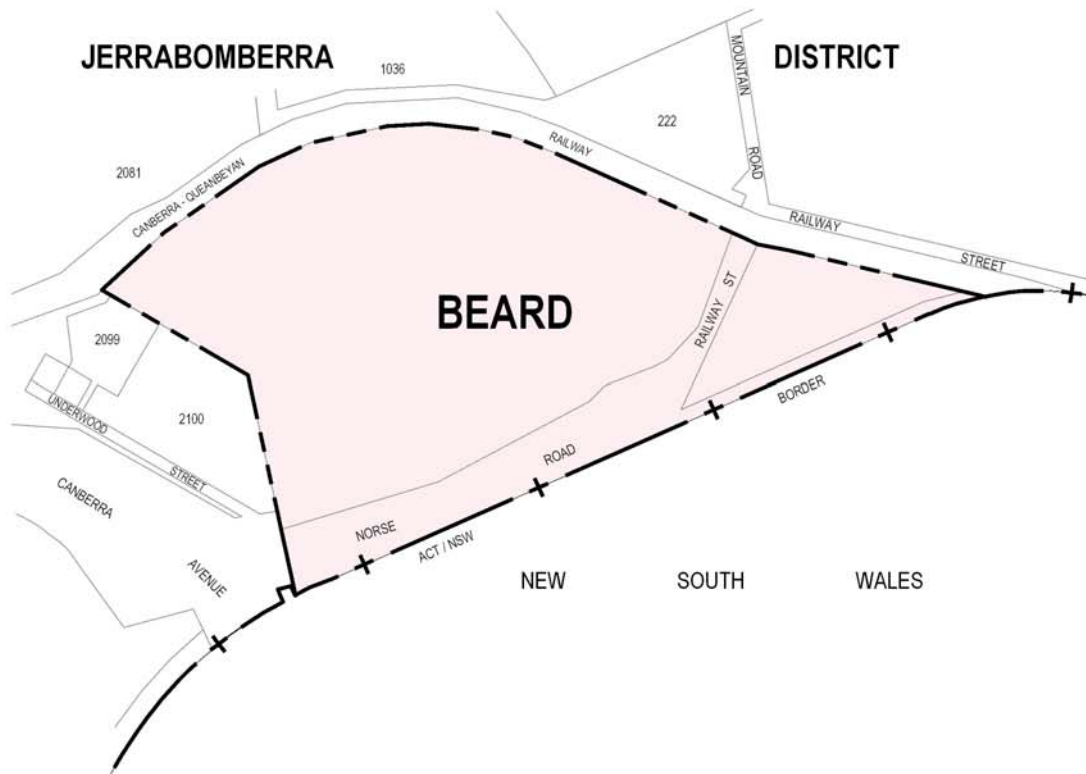 JERRABOMBERRA
DISTRICT
1036
MOUNTAIN
ROAD
222
RAILWAY
2081
CANBERRA - QUEANBEYAN
RAILWAY
STREET
BEARD
RAILWAY ST
2099
UNDERWOOD
STREET
2100
BORDER
ROAD
NORSE
ACT / NSW
CANBERRA
AVENUE
NEW SOUTH WALES